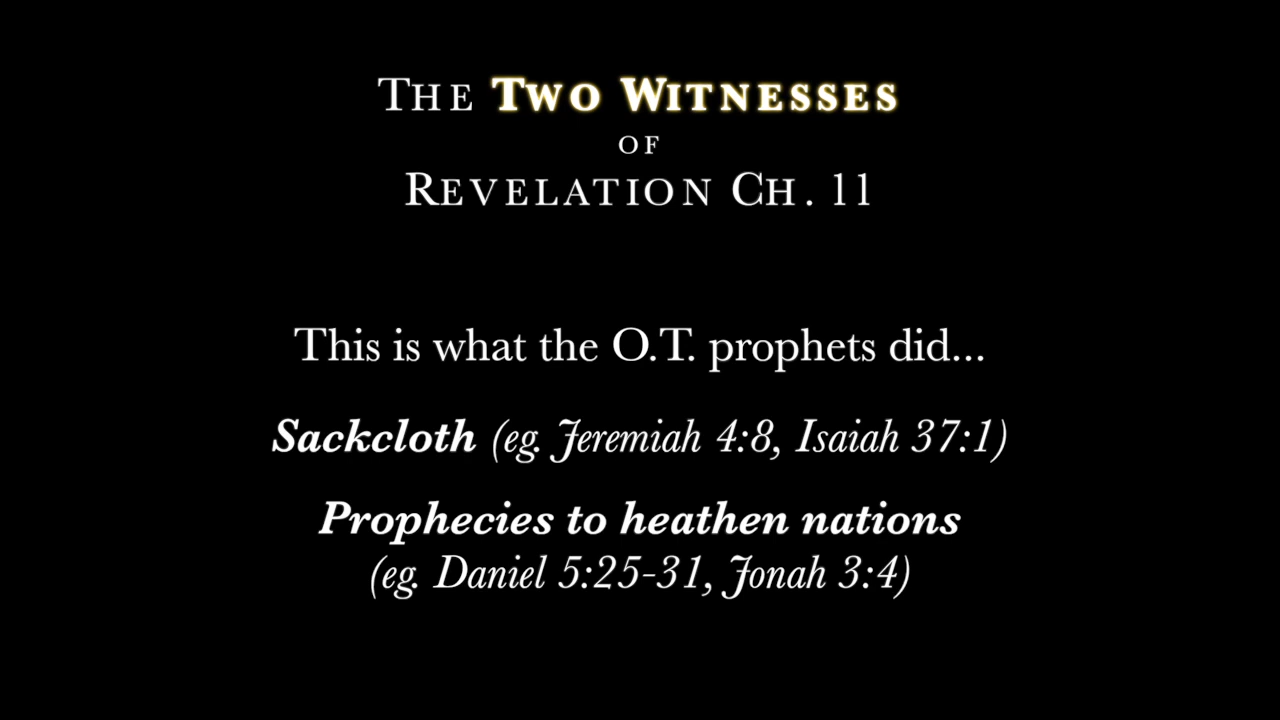 The Two Witnesses
of
Revelation Ch. 11
This is what the O.T. prophets did...
Sackcloth (eg. Jeremiah 4:8, Isaiah 37:1)
Prophecies to heathen nations
(eg. Daniel 5:25-31, Jonah 3:4)